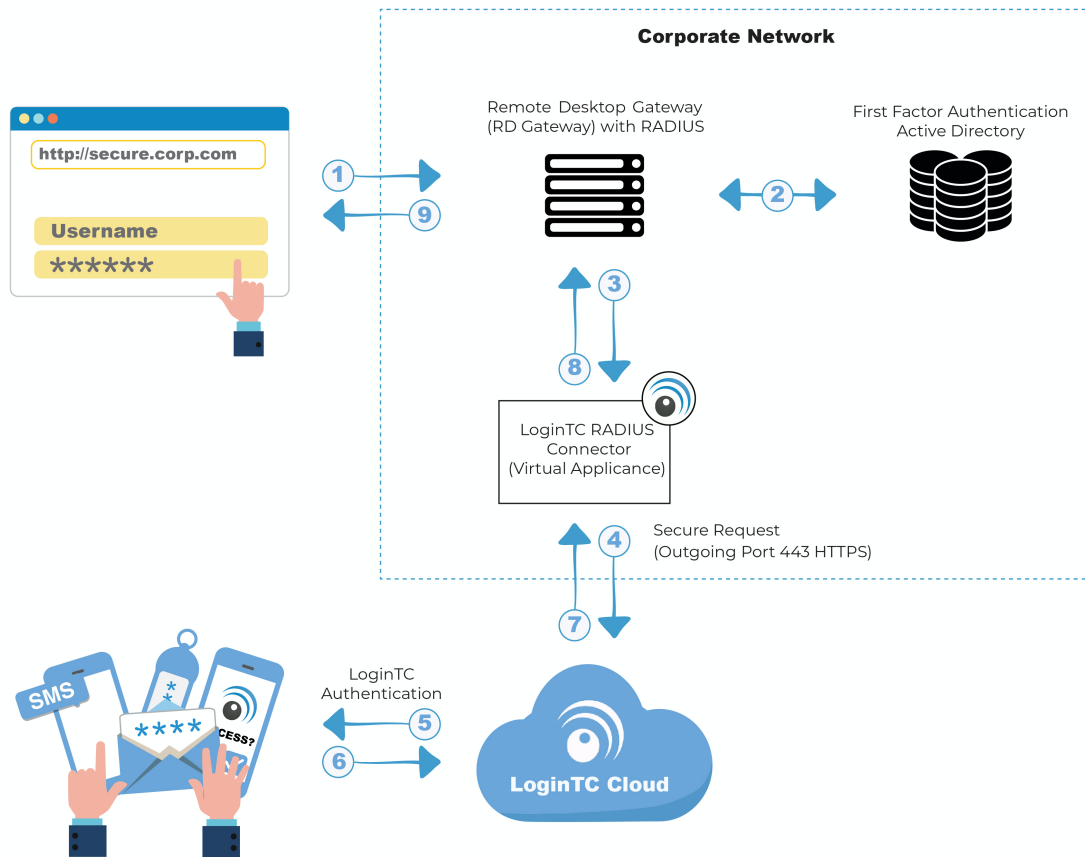 Corporate Network
Remote Desktop Gateway
(RD Gateway) with RADIUS
First Factor Authentication
Active Directory
http://secure.corp.com
Username
******
1
9
2
3
8
LoginTC RADIUS
Connector
(Virtual Applicance)
4
Secure Request
(Outgoing Port 443 HTTPS)
7
LoginTC
Authentication
5
6
SMS
*
*
****
CESS?
LoginTC Cloud